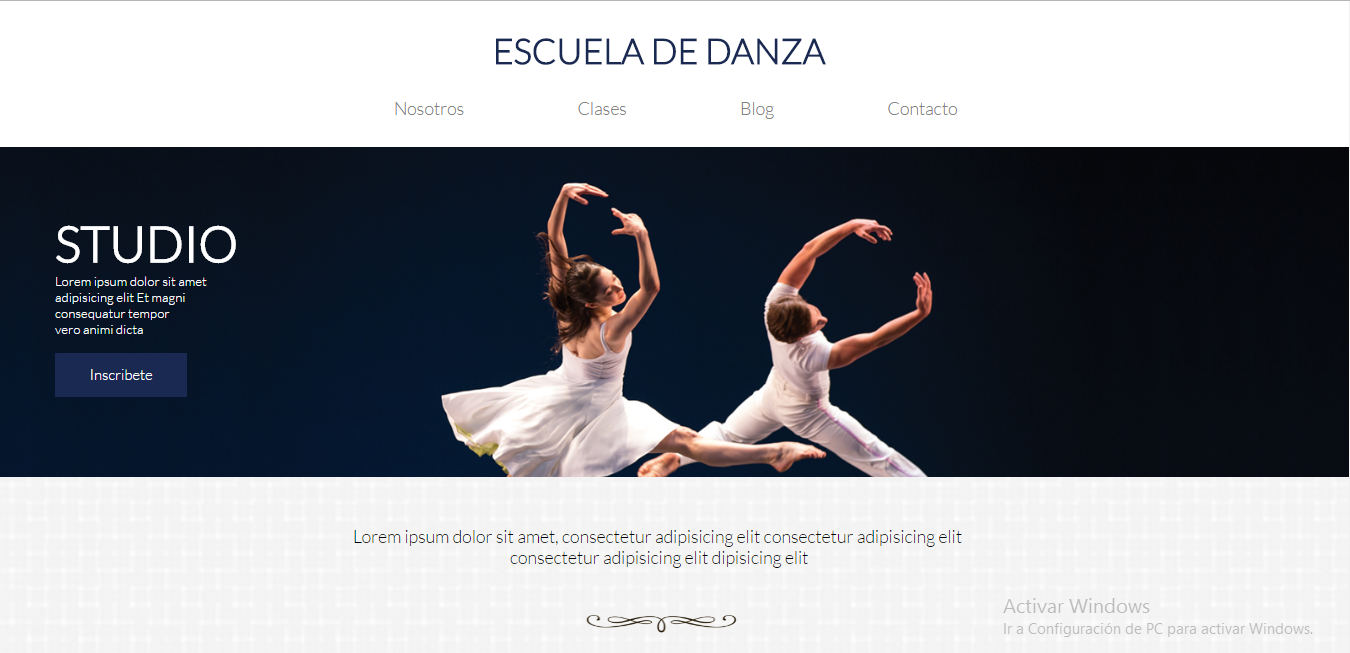 ESCUELA DE DANZA
Nosotros Clases Blog Contacto
STUDIO
Lorem ipsum dolor sit amet
adipisicing elit Et magni
consequatur tempor
vero animi dicta
Inscribete
Lorem ipsum dolor sit amet, consectetur adipisicing elit consectetur adipisicing elit
consectetur adipisicing elit dipisicing elit
Activar Windows
Ir a Configuración de PC para activar Windows.